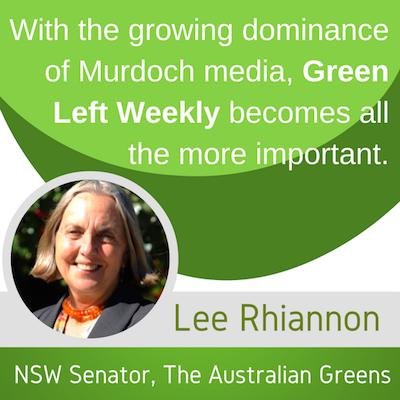 With the growing dominance
of Murdoch media, Green
Left Weekly becomes all
the more important.
Lee Rhiannon
NSW Senator, The Australian Greens